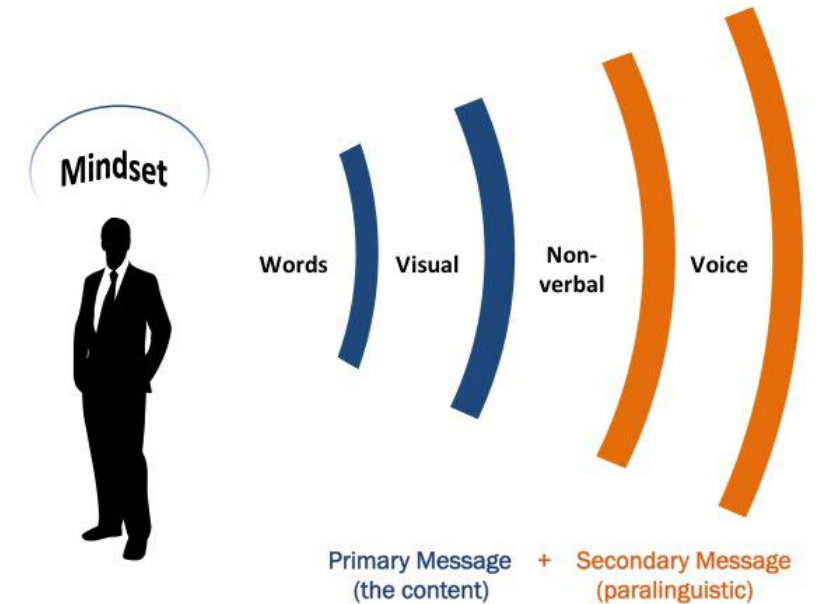 Mindset
Words
Visual
Non-
verbal
Voice
Primary Message + Secondary Message
(the content) (paralinguistic)